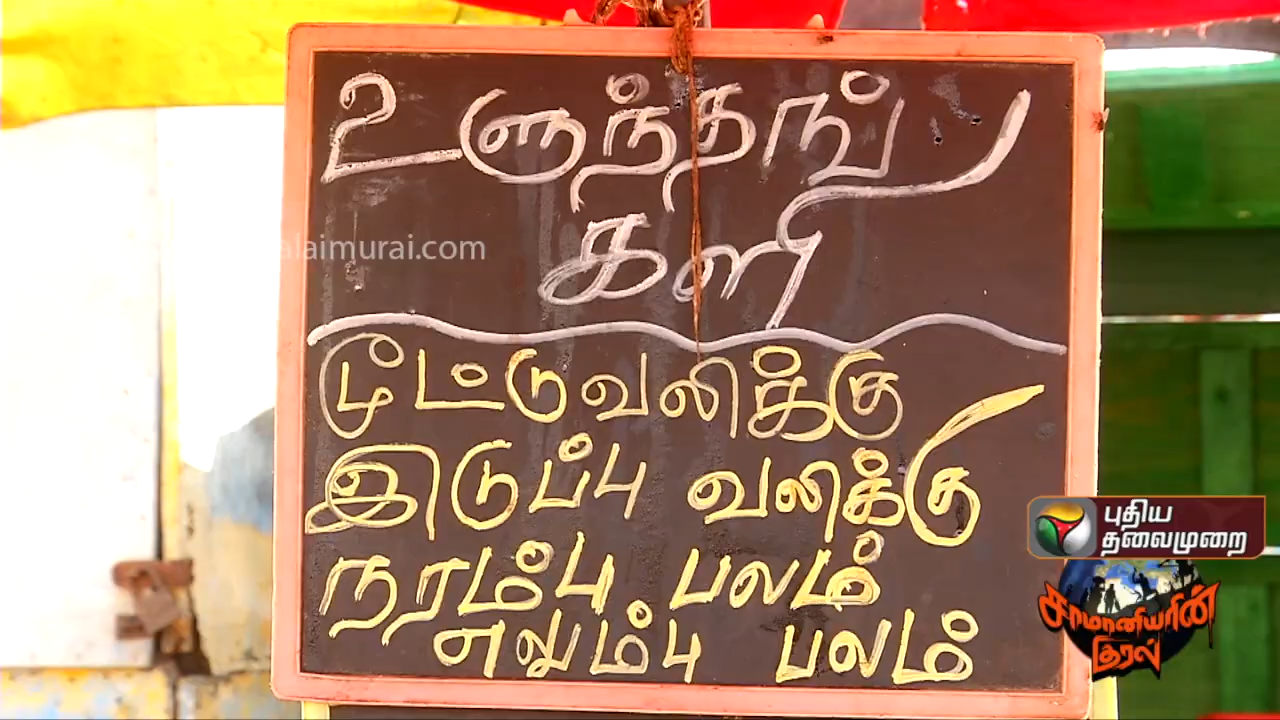 உளுந்தங்
களி
alaimurai.com
மூட்டுவலிக்கு
இடுப்பு வலிக்கு
நரம்பு பலம்
எலும்பு பலம்
புதிய
தலைமுறை
சாமானியரின்
குரல்